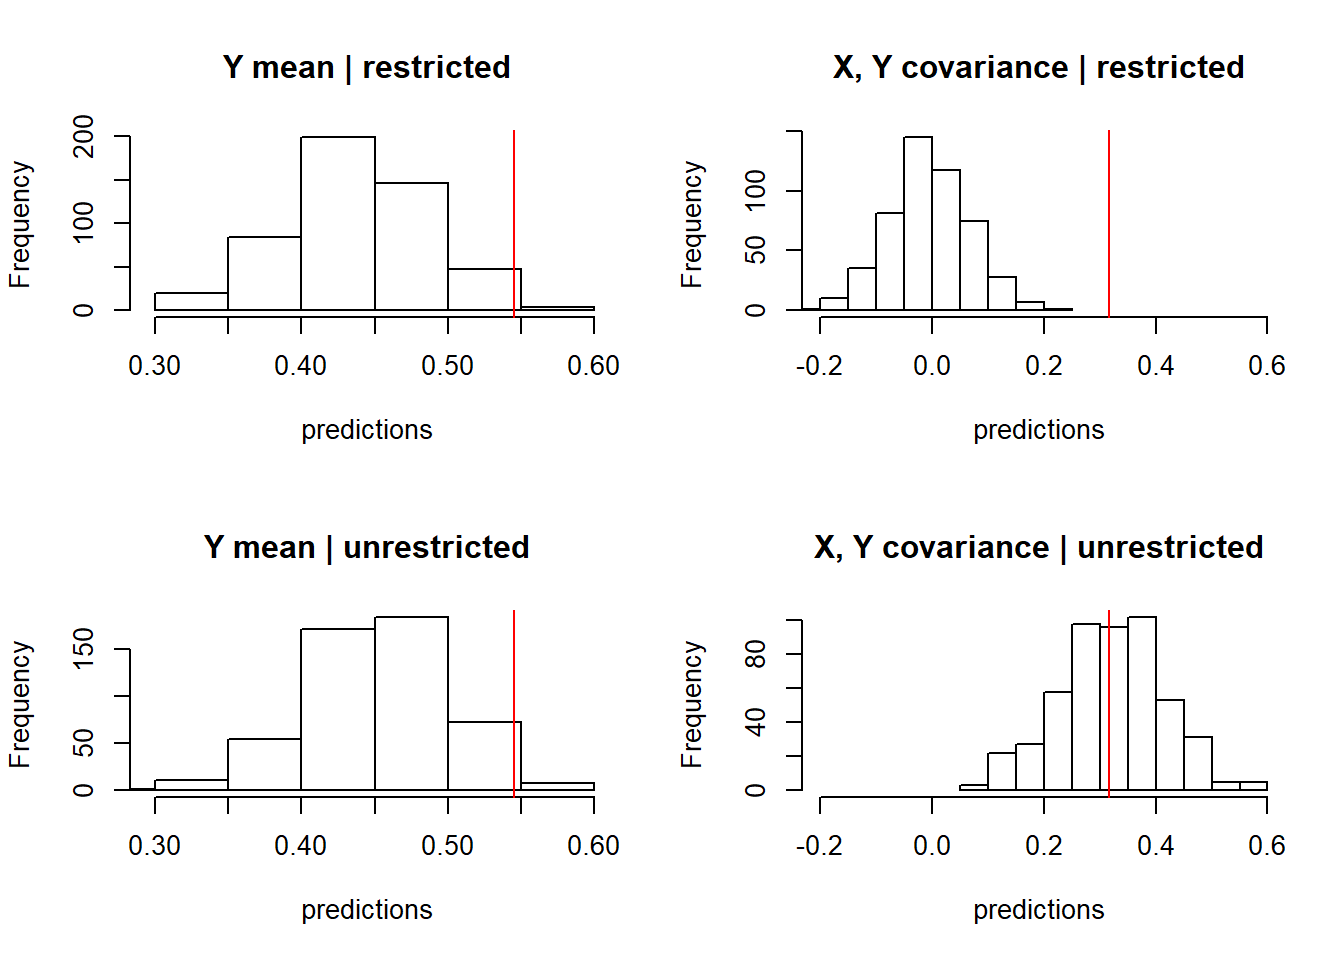 Y mean | restricted
Frequency
0 100 200
0.30 0.40 0.50 0.60
predictions
X, Y covariance | restricted
Frequency
0 50 100
-0.2 0.0 0.2 0.4 0.6
predictions
Y mean | unrestricted
Frequency
0 50 150
0.30 0.40 0.50 0.60
predictions
X, Y covariance | unrestricted
Frequency
0 40 80
-0.2 0.0 0.2 0.4 0.6
predictions